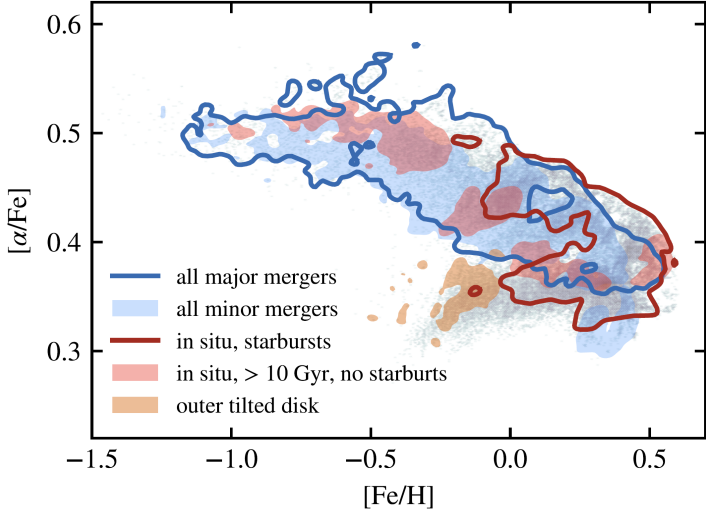 0.6
0.5
0.4
0.3
[α/Fe]
all major mergers
all minor mergers
in situ, starbursts
in situ, > 10 Gyr, no starburts
outer tilted disk
−1.5 −1.0 −0.5 0.0 0.5
[Fe/H]